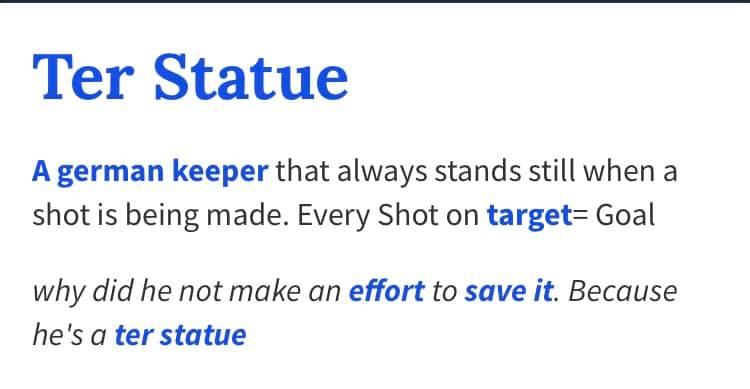 Ter Statue
A german keeper that always stands still when a
shot is being made. Every Shot on target= Goal
why did he not make an effort to save it. Because
he's a ter statue